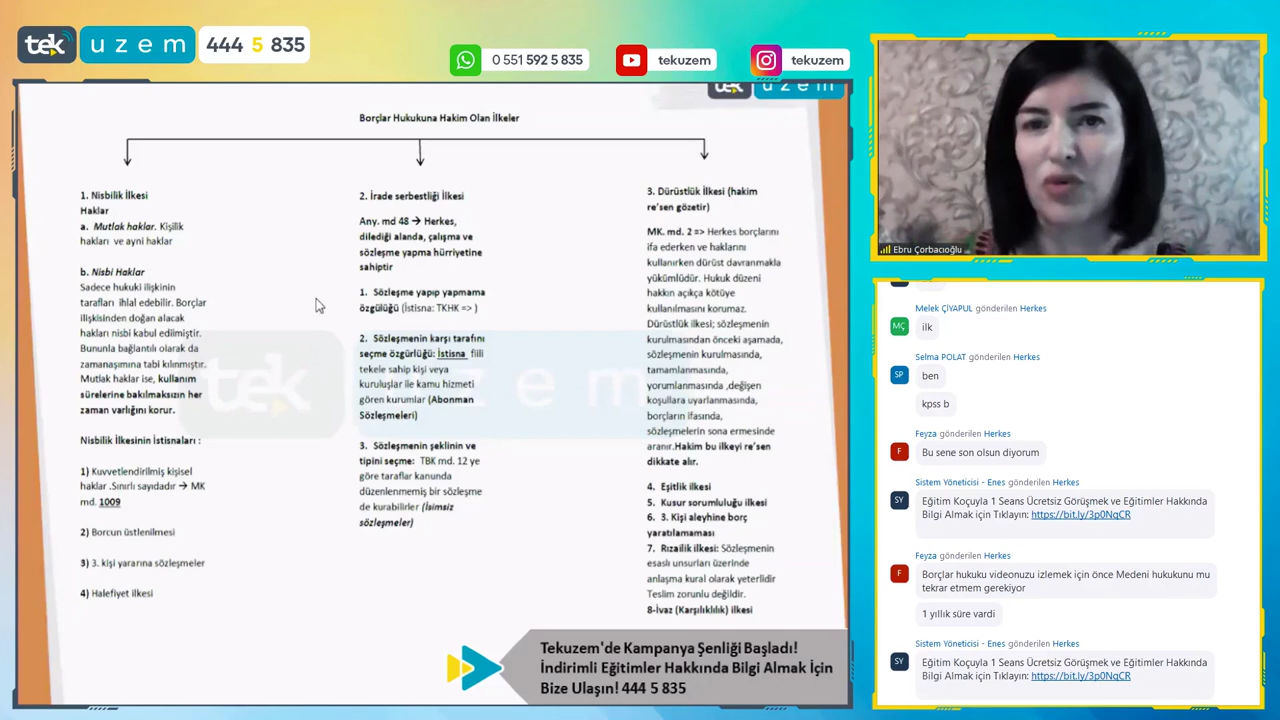 tek
uzem
444 5 835
0 551 592 5 835
tekuzem
tekuzem
tek
uzem
Borçlar Hukukuna Hakim Olan İlkeler
1. Nisbilik İlkesi
Haklar
a. Mutlak haklar. Kişilik
hakları ve ayni haklar
b. Nisbi Haklar
Sadece hukuki ilişkinin
tarafları ihlal edebilir. Borçlar
ilişkisinden doğan alacak
hakları nisbi kabul edilmiştir.
Bununla bağlantılı olarak da
zamanaşımına tabi kılınmıştır.
Mutlak haklar ise, kullanım
sürelerine bakılmaksızın her
zaman varlığını korur.
Nisbilik İlkesinin İstisnaları :
1) Kuvvetlendirilmiş kişisel
haklar .Sınırlı sayıdadır → MK
md. 1009
2) Borcun üstlenilmesi
3) 3. kişi yararına sözleşmeler
4) Halefiyet ilkesi
2. İrade serbestliği İlkesi
Any. md 48 → Herkes,
dilediği alanda, çalışma ve
sözleşme yapma hürriyetine
sahiptir
1. Sözleşme yapıp yapmama
özgülüğü (İstisna: TKHK => )
2. Sözleşmenin karşı tarafını
seçme özgürlüğü: İstisna fiili
tekele sahip kişi veya
kuruluşlar ile kamu hizmeti
gören kurumlar (Abonman
Sözleşmeleri)
3. Sözleşmenin şeklinin ve
tipini seçme: TBK md. 12 ye
göre taraflar kanunda
düzenlenmemiş bir sözleşme
de kurabilirler (İsimsiz
sözleşmeler)
3. Dürüstlük İlkesi (hakim
re'sen gözetir)
MK. md. 2 => Herkes borçlarını
ifa ederken ve haklarını
kullanırken dürüst davranmakla
yükümlüdür. Hukuk düzeni
hakkın açıkça kötüye
kullanılmasını korumaz.
Dürüstlük ilkesi; sözleşmenin
kurulmasından önceki aşamada,
sözleşmenin kurulmasında,
tamamlanmasında,
yorumlanmasında ,değişen
koşullara uyarlanmasında,
borçların ifasında,
sözleşmelerin sona ermesinde
aranır.Hakim bu ilkeyi re'sen
dikkate alır.
4. Eşitlik ilkesi
5. Kusur sorumluluğu ilkesi
6. 3. Kişi aleyhine borç
yaratılamaması
7. Rızailik ilkesi: Sözleşmenin
esaslı unsurları üzerinde
anlaşma kural olarak yeterlidir
Teslim zorunlu değildir.
8-İvaz (Karşılıklılık) ilkesi
tek uzem
Tekuzem'de Kampanya Şenliği Başladı!
İndirimli Eğitimler Hakkında Bilgi Almak İçin
Bize Ulaşın! 444 5 835
Ebru Çorbacıoğlu
Melek ÇİYAPUL gönderilen Herkes
MÇ
ilk
Selma POLAT gönderilen Herkes
SP
ben
kpss b
Feyza gönderilen Herkes
F
Bu sene son olsun diyorum
Sistem Yöneticisi - Enes gönderilen Herkes
SY
Eğitim Koçuyla 1 Seans Ücretsiz Görüşmek ve Eğitimler Hakkında
Bilgi Almak için Tıklayın: https://bit.ly/3p0NqCR
Feyza gönderilen Herkes
F
Borçlar hukuku videonuzu izlemek için önce Medeni hukukunu mu
tekrar etmem gerekiyor
1 yıllık süre vardi
Sistem Yöneticisi - Enes gönderilen Herkes
SY
Eğitim Koçuyla 1 Seans Ücretsiz Görüşmek ve Eğitimler Hakkında
Bilgi Almak için Tıklayın: https://bit.ly/3p0NqCR